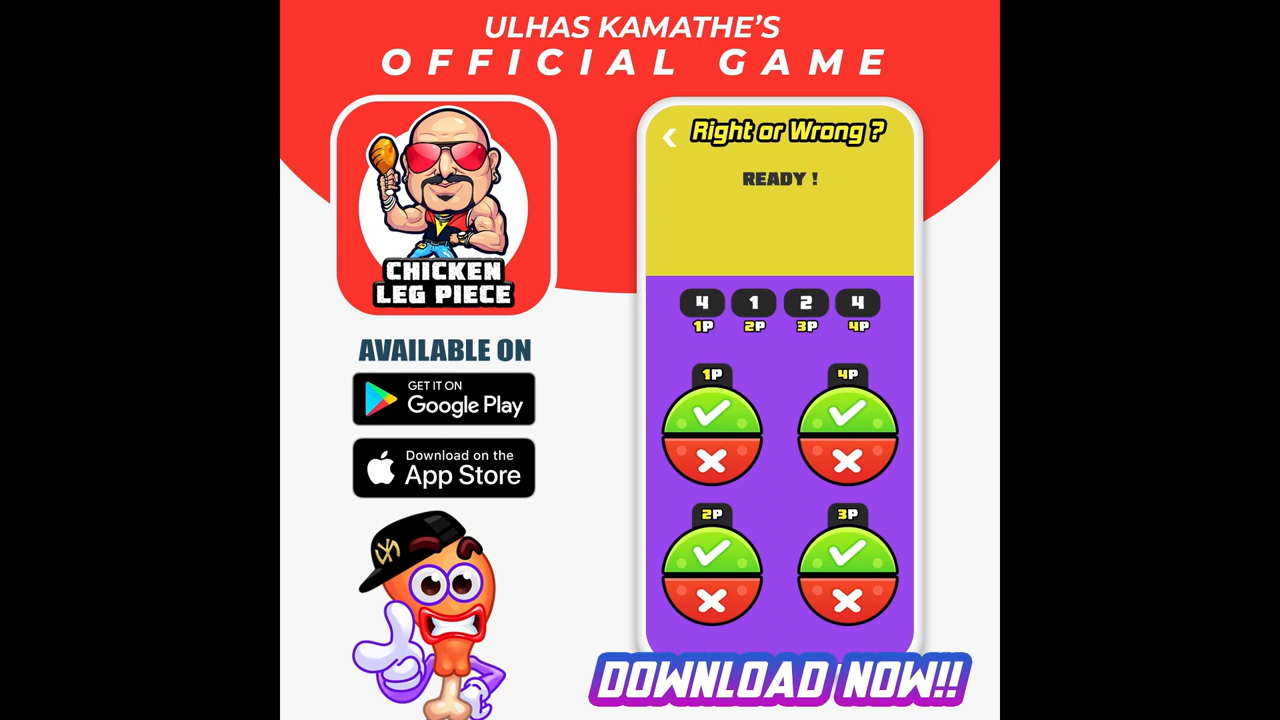 ULHAS KAMATHE'S
OFFICIAL GAME
CHICKEN
LEG PIECE
AVAILABLE ON
GET IT ON
Google Play
Download on the
App Store
Right or Wrong ?
READY !
4 1 2 4
1P 2P 3P 4P
1P 4P
2P 3P
DOWNLOAD NOW!!